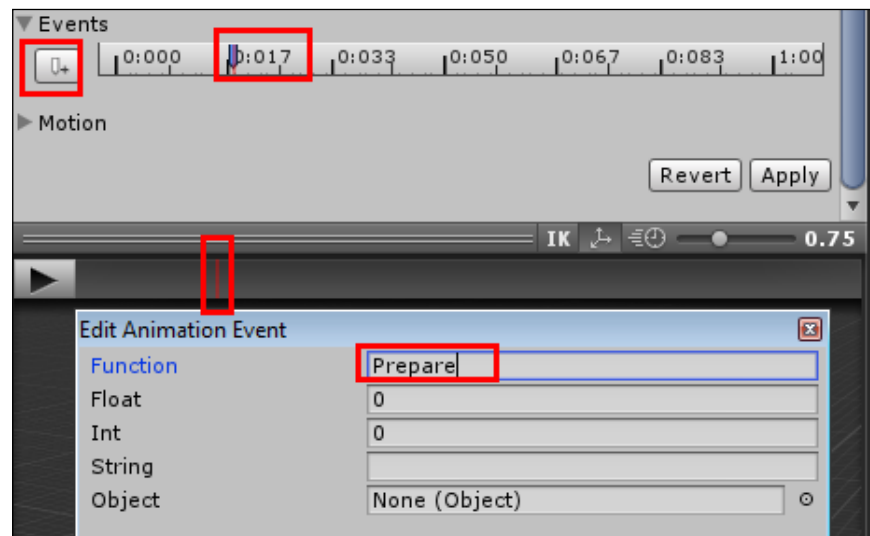 Events
0:000 0:017 0:033 0:050 0:067 0:083 1:00
Motion
Revert Apply
IK 0.75
Edit Animation Event
Function Prepare
Float 0
Int 0
String
Object None (Object)